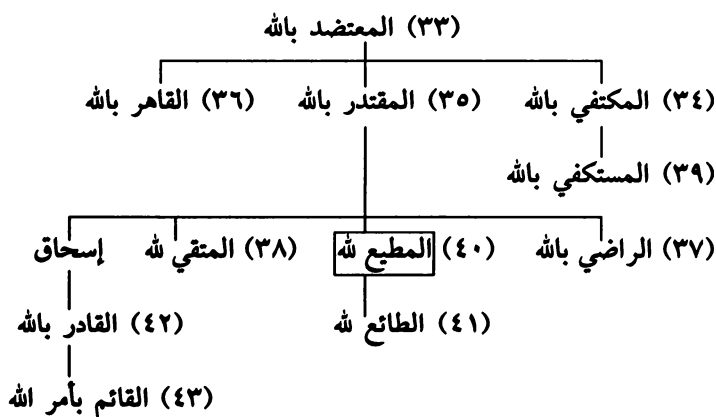 (٣٣) المعتضد بالله
(٣٤) المكتفي بالله (٣٥) المقتدر بالله (٣٦) القاهر بالله
(٣٩) المستكفي بالله
(٣٧) الراضي بالله (٤٠) المطيع لله (٣٨) المتقي لله إسحاق
(٤١) الطائع لله (٤٢) القادر بالله
(٤٣) القائم بأمر الله